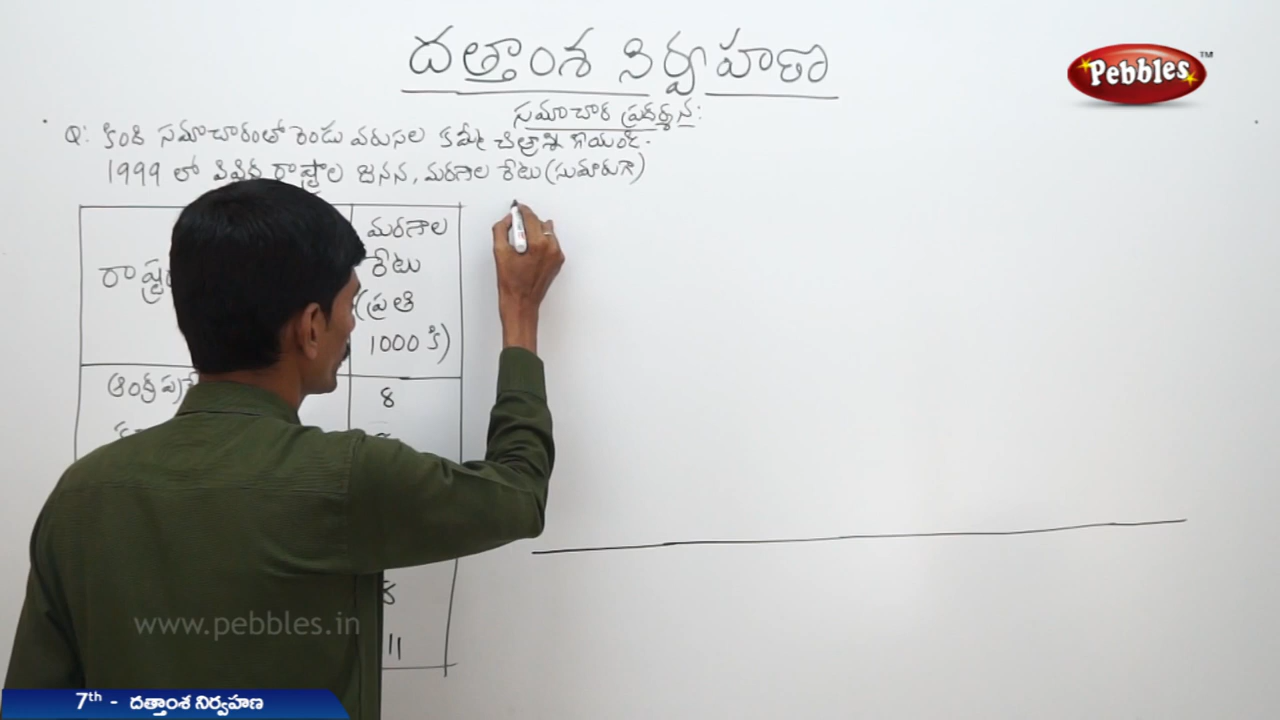 దత్తాంశ నిర్వహణ
Pebbles™
సమాచార ప్రదర్శన:
Q: కింది సమాచారంతో రెండు వరుసల కమ్మీ చిత్రాన్ని గీయండి.
1999 లో వివిధ రాష్ట్రాల జనన, మరణాల రేటు (సుమారుగా)
మరణాల
రేటు
(ప్రతి
1000 కి)
8
8
11
www.pebbles.in
7th - దత్తాంశ నిర్వహణ